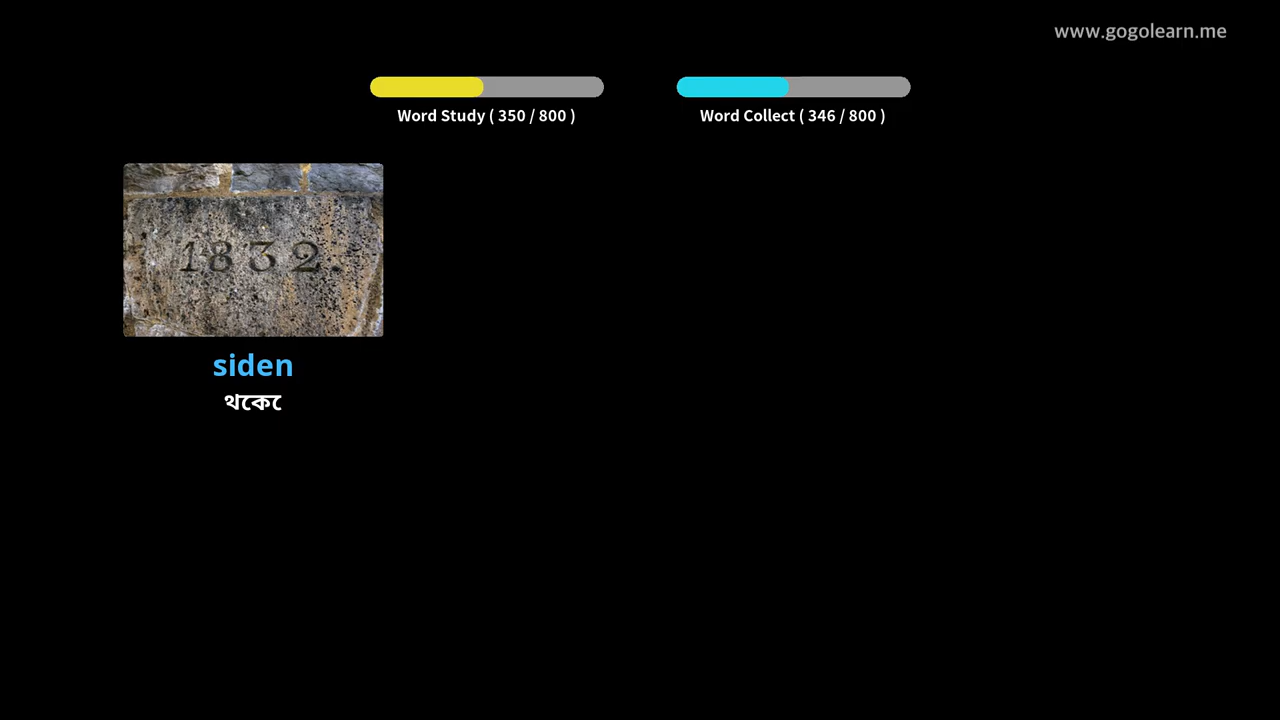 www.gogolearn.me
Word Study ( 350 / 800 )
Word Collect ( 346 / 800 )
1832.
siden
থেকে